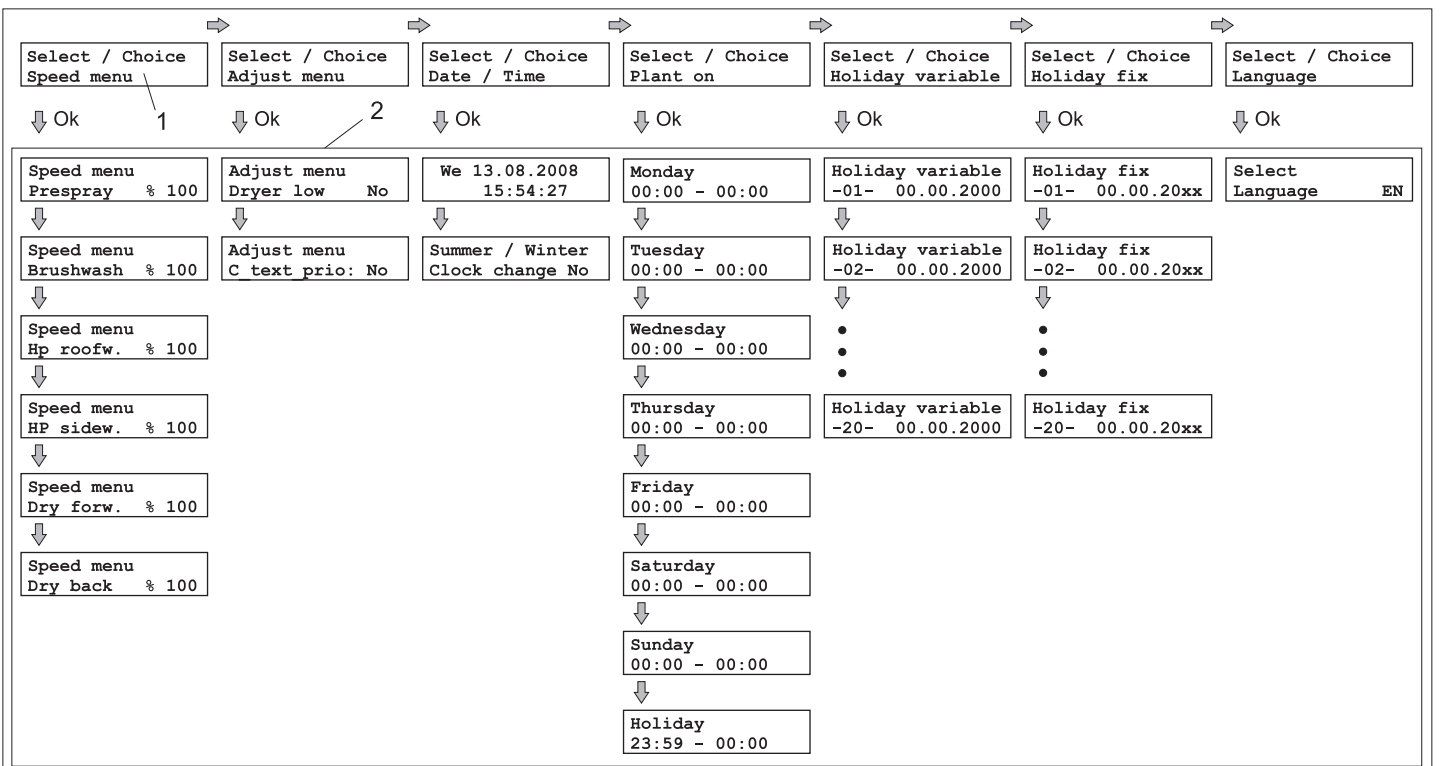 Select / Choice
Speed menu
Select / Choice
Adjust menu
Select / Choice
Date / Time
Select / Choice
Plant on
Select / Choice
Holiday variable
Select / Choice
Holiday fix
Select / Choice
Language
Ok
1
Ok
2
Ok
Ok
Ok
Ok
Ok
Speed menu
Prespray % 100
Speed menu
Brushwash % 100
Speed menu
Hp roofw. % 100
Speed menu
HP sidew. % 100
Speed menu
Dry forw. % 100
Speed menu
Dry back % 100
Adjust menu
Dryer low No
Adjust menu
C_text_prio: No
We 13.08.2008
15:54:27
Summer / Winter
Clock change No
Monday
00:00 - 00:00
Tuesday
00:00 - 00:00
Wednesday
00:00 - 00:00
Thursday
00:00 - 00:00
Friday
00:00 - 00:00
Saturday
00:00 - 00:00
Sunday
00:00 - 00:00
Holiday
23:59 - 00:00
Holiday variable
-01- 00.00.2000
Holiday variable
-02- 00.00.2000
Holiday variable
-20- 00.00.2000
Holiday fix
-01- 00.00.20xx
Holiday fix
-02- 00.00.20xx
Holiday fix
-20- 00.00.20xx
Select
Language EN